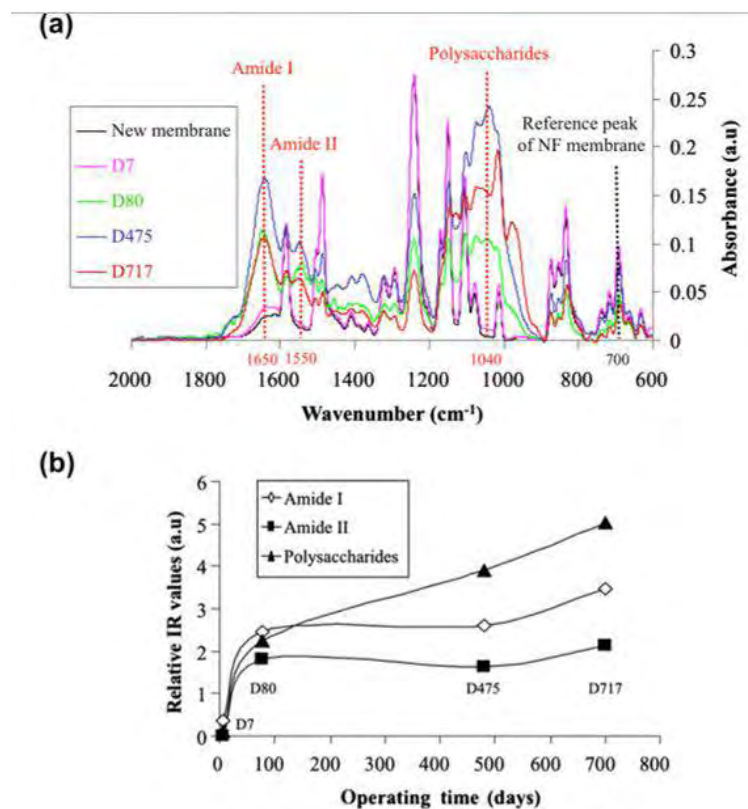 (a)
Polysaccharides
Amide I
Amide II
Reference peak
of NF membrane
New membrane
D7
D80
D475
D717
0.3
0.25
0.2
0.15
0.1
0.05
0
Absorbance (a.u)
1650
1550
1040
700
2000
1800
1600
1400
1200
1000
800
600
Wavenumber (cm⁻¹)
(b)
Relative IR values (a.u)
6
5
4
3
2
1
0
Amide I
Amide II
Polysaccharides
D7
D80
D475
D717
0
100
200
300
400
500
600
700
800
Operating time (days)